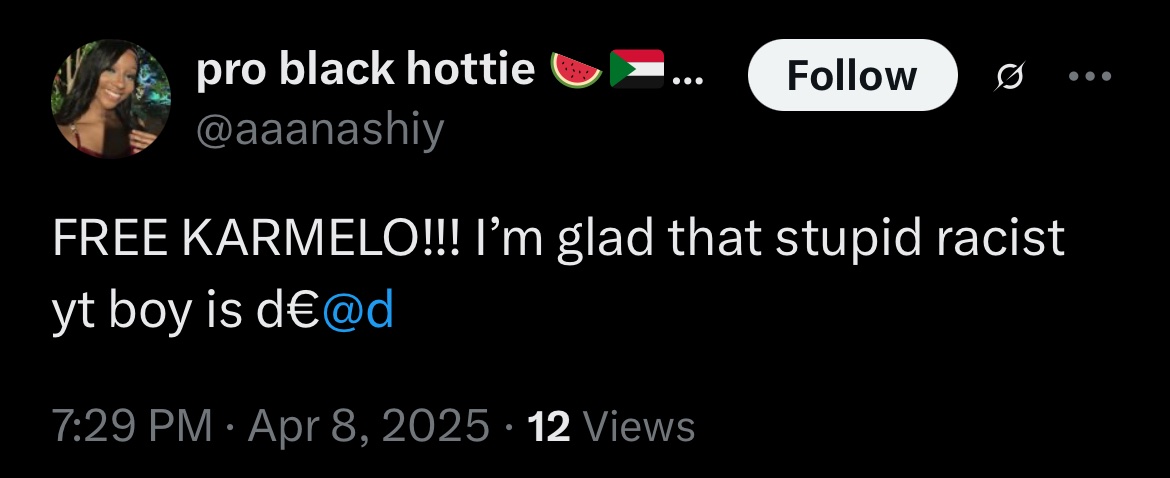 pro black hottie 🍉🇸🇩...
Follow
@aaanashiy
FREE KARMELO!!! I’m glad that stupid racist
yt boy is d€@d
7:29 PM · Apr 8, 2025 · 12 Views